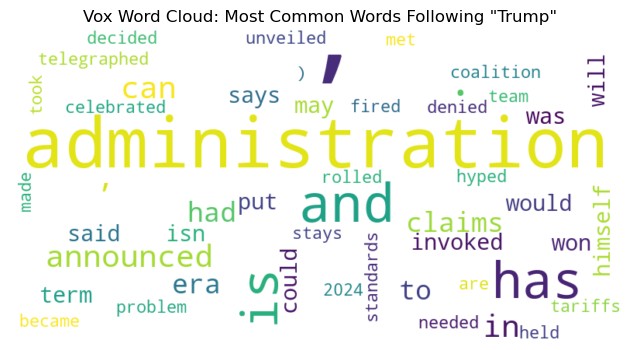 Vox Word Cloud: Most Common Words Following "Trump"
decided unveiled met
telegraphed ) , coalition
took can says may fired denied . team will
celebrated was
administration
made , rolled hyped
had put and would himself
said isn stays claims
announced could standards invoked won
era is has
term 2024 to are
problem tariffs
became needed in held